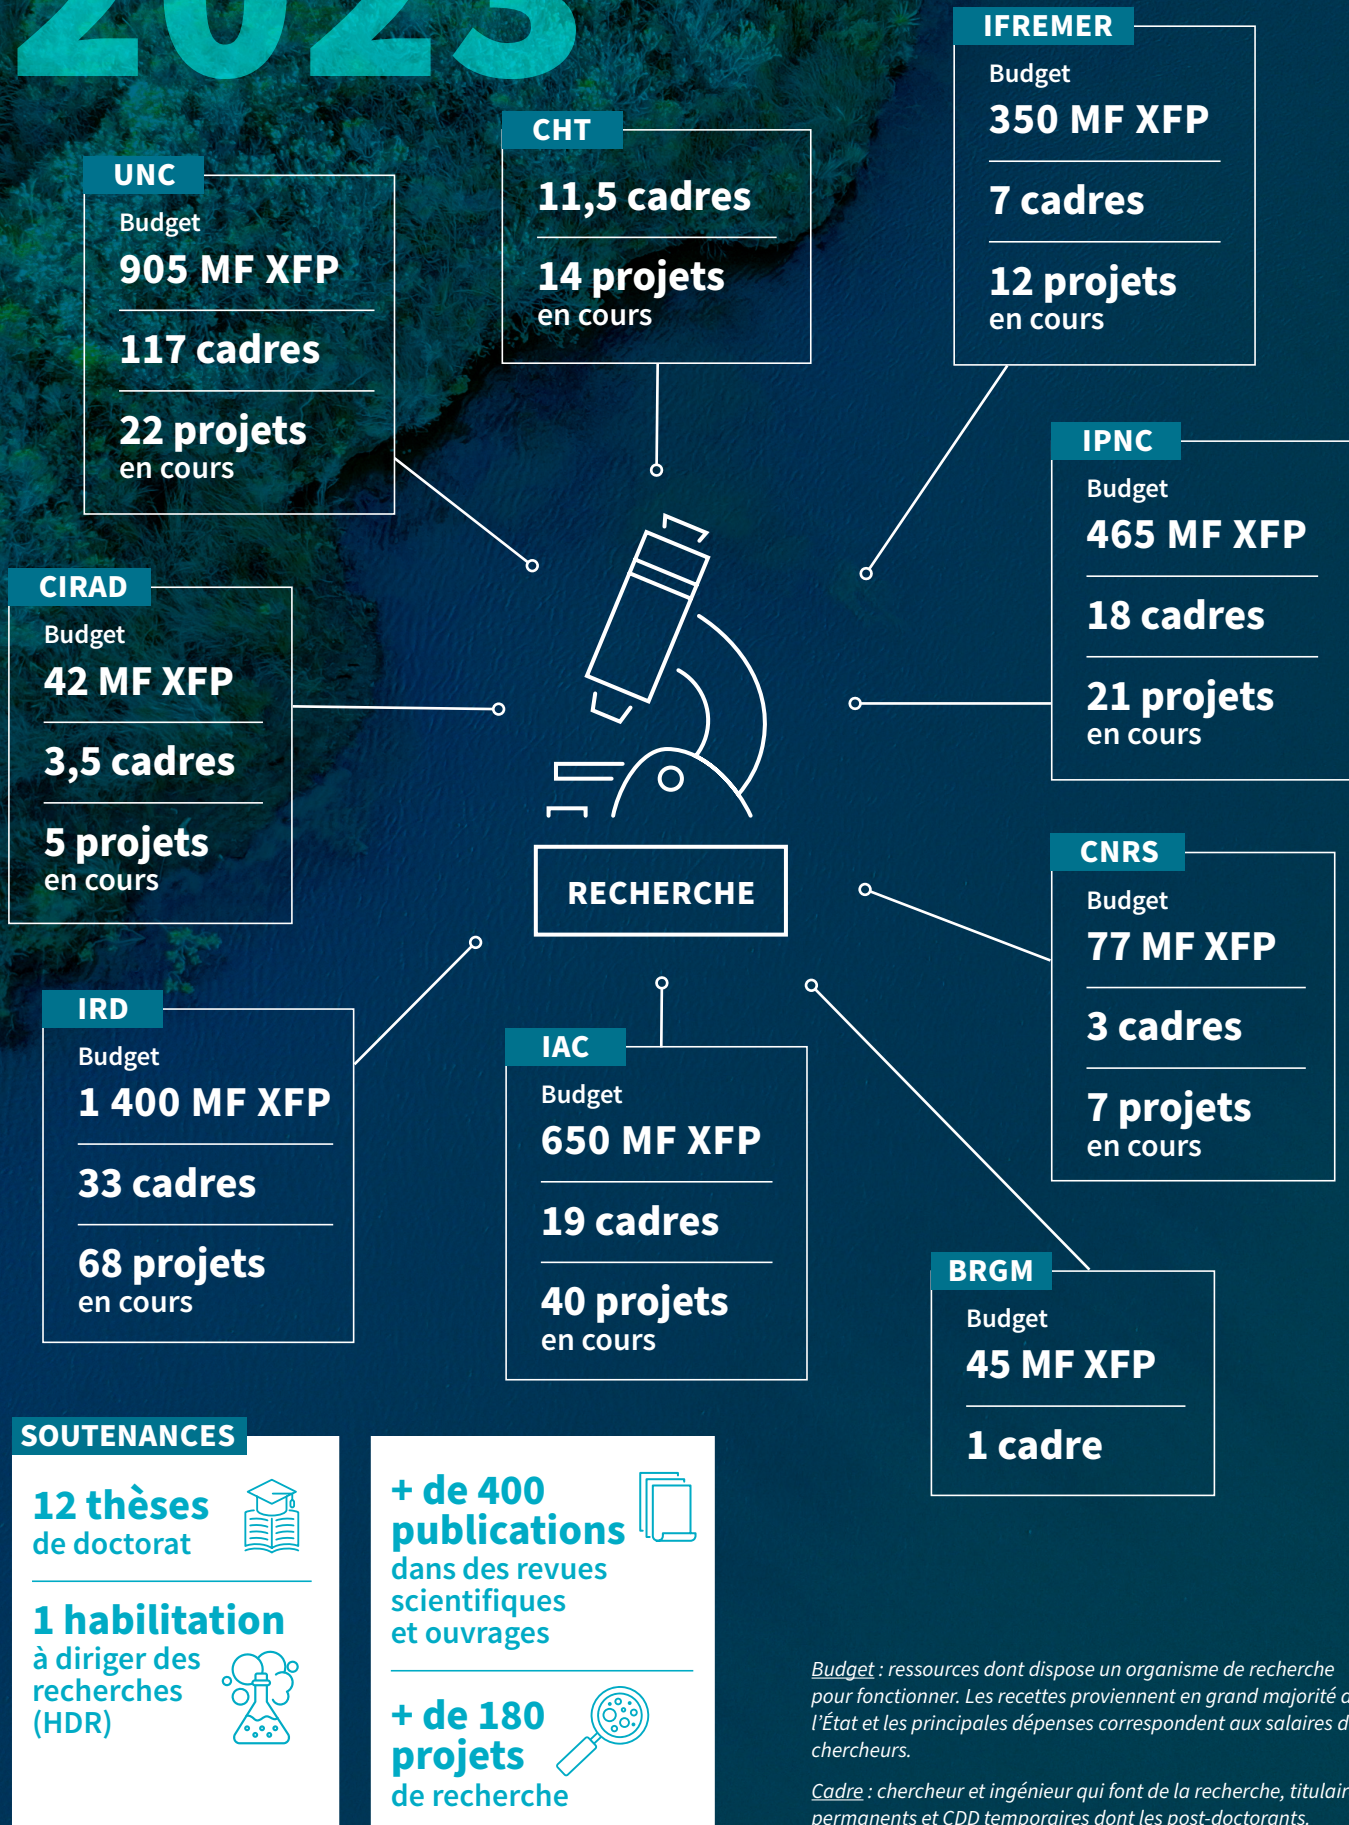 2023
IFREMER
Budget
350 MF XFP
7 cadres
12 projets
en cours
CHT
11,5 cadres
14 projets
en cours
UNC
Budget
905 MF XFP
117 cadres
22 projets
en cours
IPNC
Budget
465 MF XFP
18 cadres
21 projets
en cours
CIRAD
Budget
42 MF XFP
3,5 cadres
5 projets
en cours
RECHERCHE
CNRS
Budget
77 MF XFP
3 cadres
7 projets
en cours
IRD
Budget
1 400 MF XFP
33 cadres
68 projets
en cours
IAC
Budget
650 MF XFP
19 cadres
40 projets
en cours
BRGM
Budget
45 MF XFP
1 cadre
SOUTENANCES
12 thèses
de doctorat
1 habilitation
à diriger des
recherches
(HDR)
+ de 400
publications
dans des revues
scientifiques
et ouvrages
+ de 180
projets
de recherche
Budget : ressources dont dispose un organisme de recherche
pour fonctionner. Les recettes proviennent en grand majorité
l’État et les principales dépenses correspondent aux salaires
chercheurs.
Cadre : chercheur et ingénieur qui font de la recherche,
permanents et CDD temporaires dont les post-doctorants.